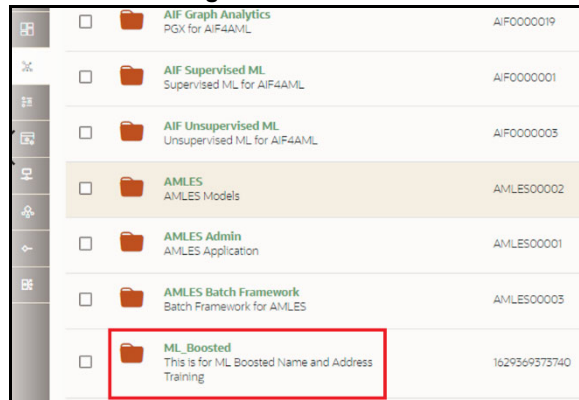 AIF Graph Analytics
PGX for AIF4AML
AIF0000019
AIF Supervised ML
Supervised ML for AIF4AML
AIF0000001
AIF Unsupervised ML
Unsupervised ML for AIF4AML
AIF0000003
AMLES
AMLES Models
AMLES00002
AMLES Admin
AMLES Application
AMLES00001
AMLES Batch Framework
Batch Framework for AMLES
AMLES00003
ML_Boosted
This is for ML Boosted Name and Address
Training
1629369373740